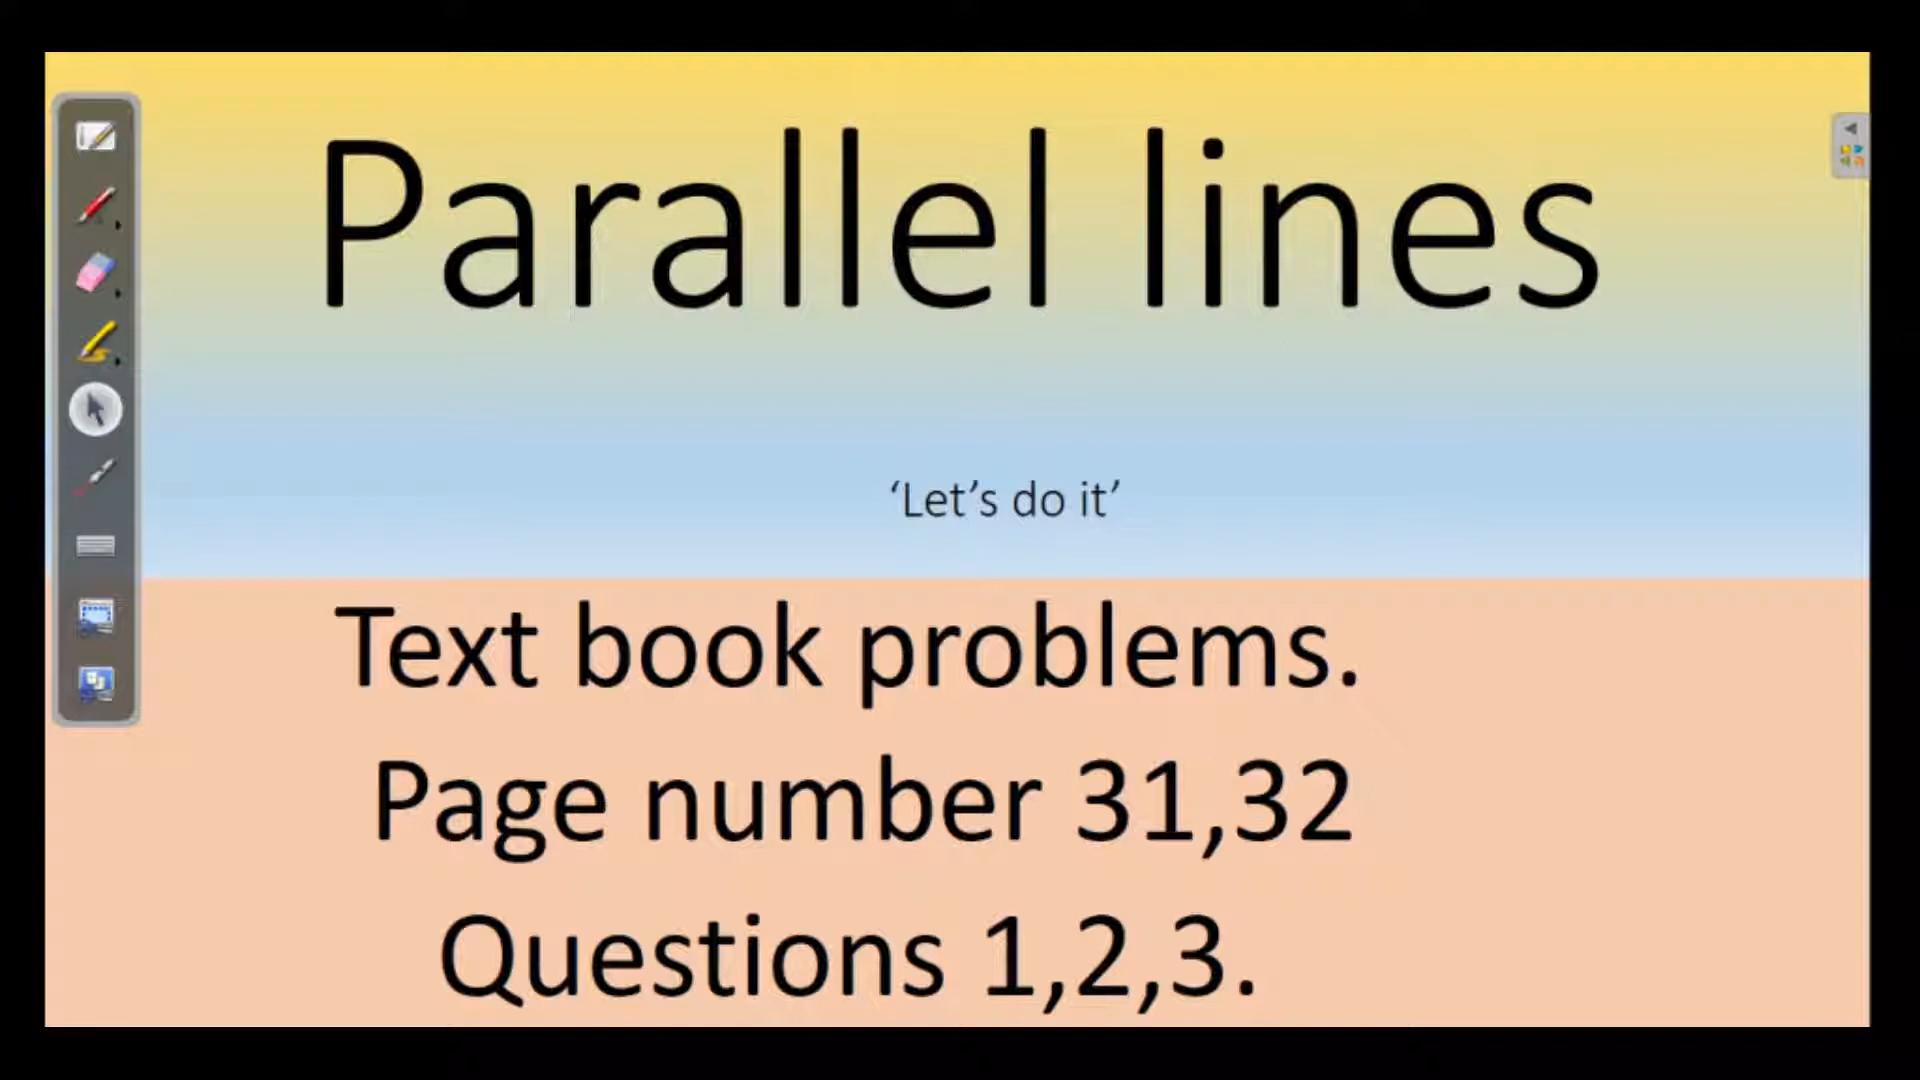 Parallel lines
‘Let’s do it’
Text book problems.
Page number 31,32
Questions 1,2,3.